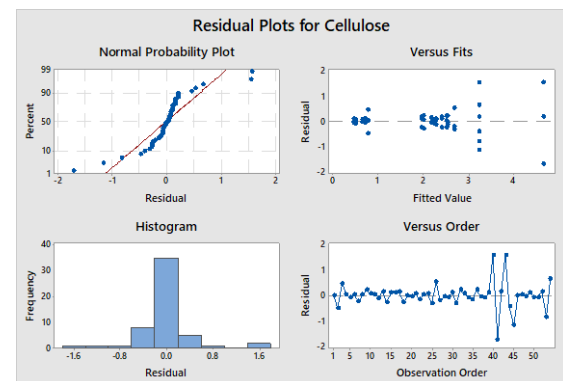 Residual Plots for Cellulose
Normal Probability Plot
99
90
50
10
1
Percent
-2 -1 0 1 2
Residual
Versus Fits
2
1
0
-1
-2
Residual
0 1 2 3 4
Fitted Value
Histogram
40
30
20
10
0
Frequency
-1.6 -0.8 0.0 0.8 1.6
Residual
Versus Order
2
1
0
-1
-2
Residual
1 5 10 15 20 25 30 35 40 45 50
Observation Order